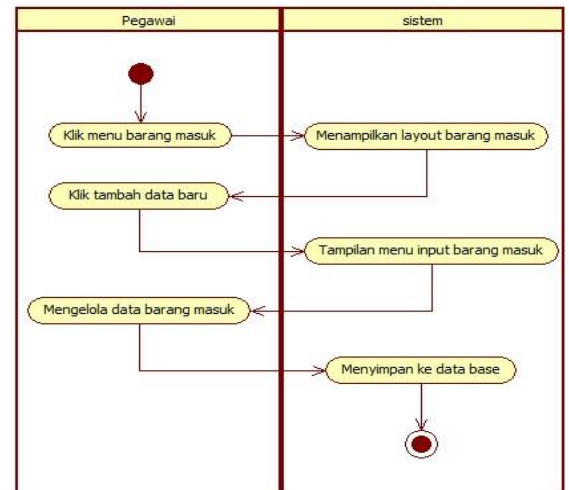 Pegawai
sistem
Klik menu barang masuk
Menampilkan layout barang masuk
Klik tambah data baru
Tampilan menu input barang masuk
Mengelola data barang masuk
Menyimpan ke data base